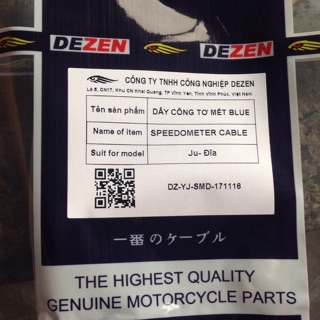 DEZEN
DEZEN
CÔNG TY TNHH CÔNG NGHIỆP DEZEN
Lô 5, CN17, Khu CN Khai Quang, TP Vĩnh Yên, Tỉnh Vĩnh Phúc, Việt Nam.
Tên sản phẩm DÂY CÔNG TƠ MÉT BLUE
Name of item SPEEDOMETER CABLE
Suit for model Ju- Đĩa
DZ-YJ-SMD-171116
一番のケーブル
THE HIGHEST QUALITY
GENUINE MOTORCYCLE PARTS